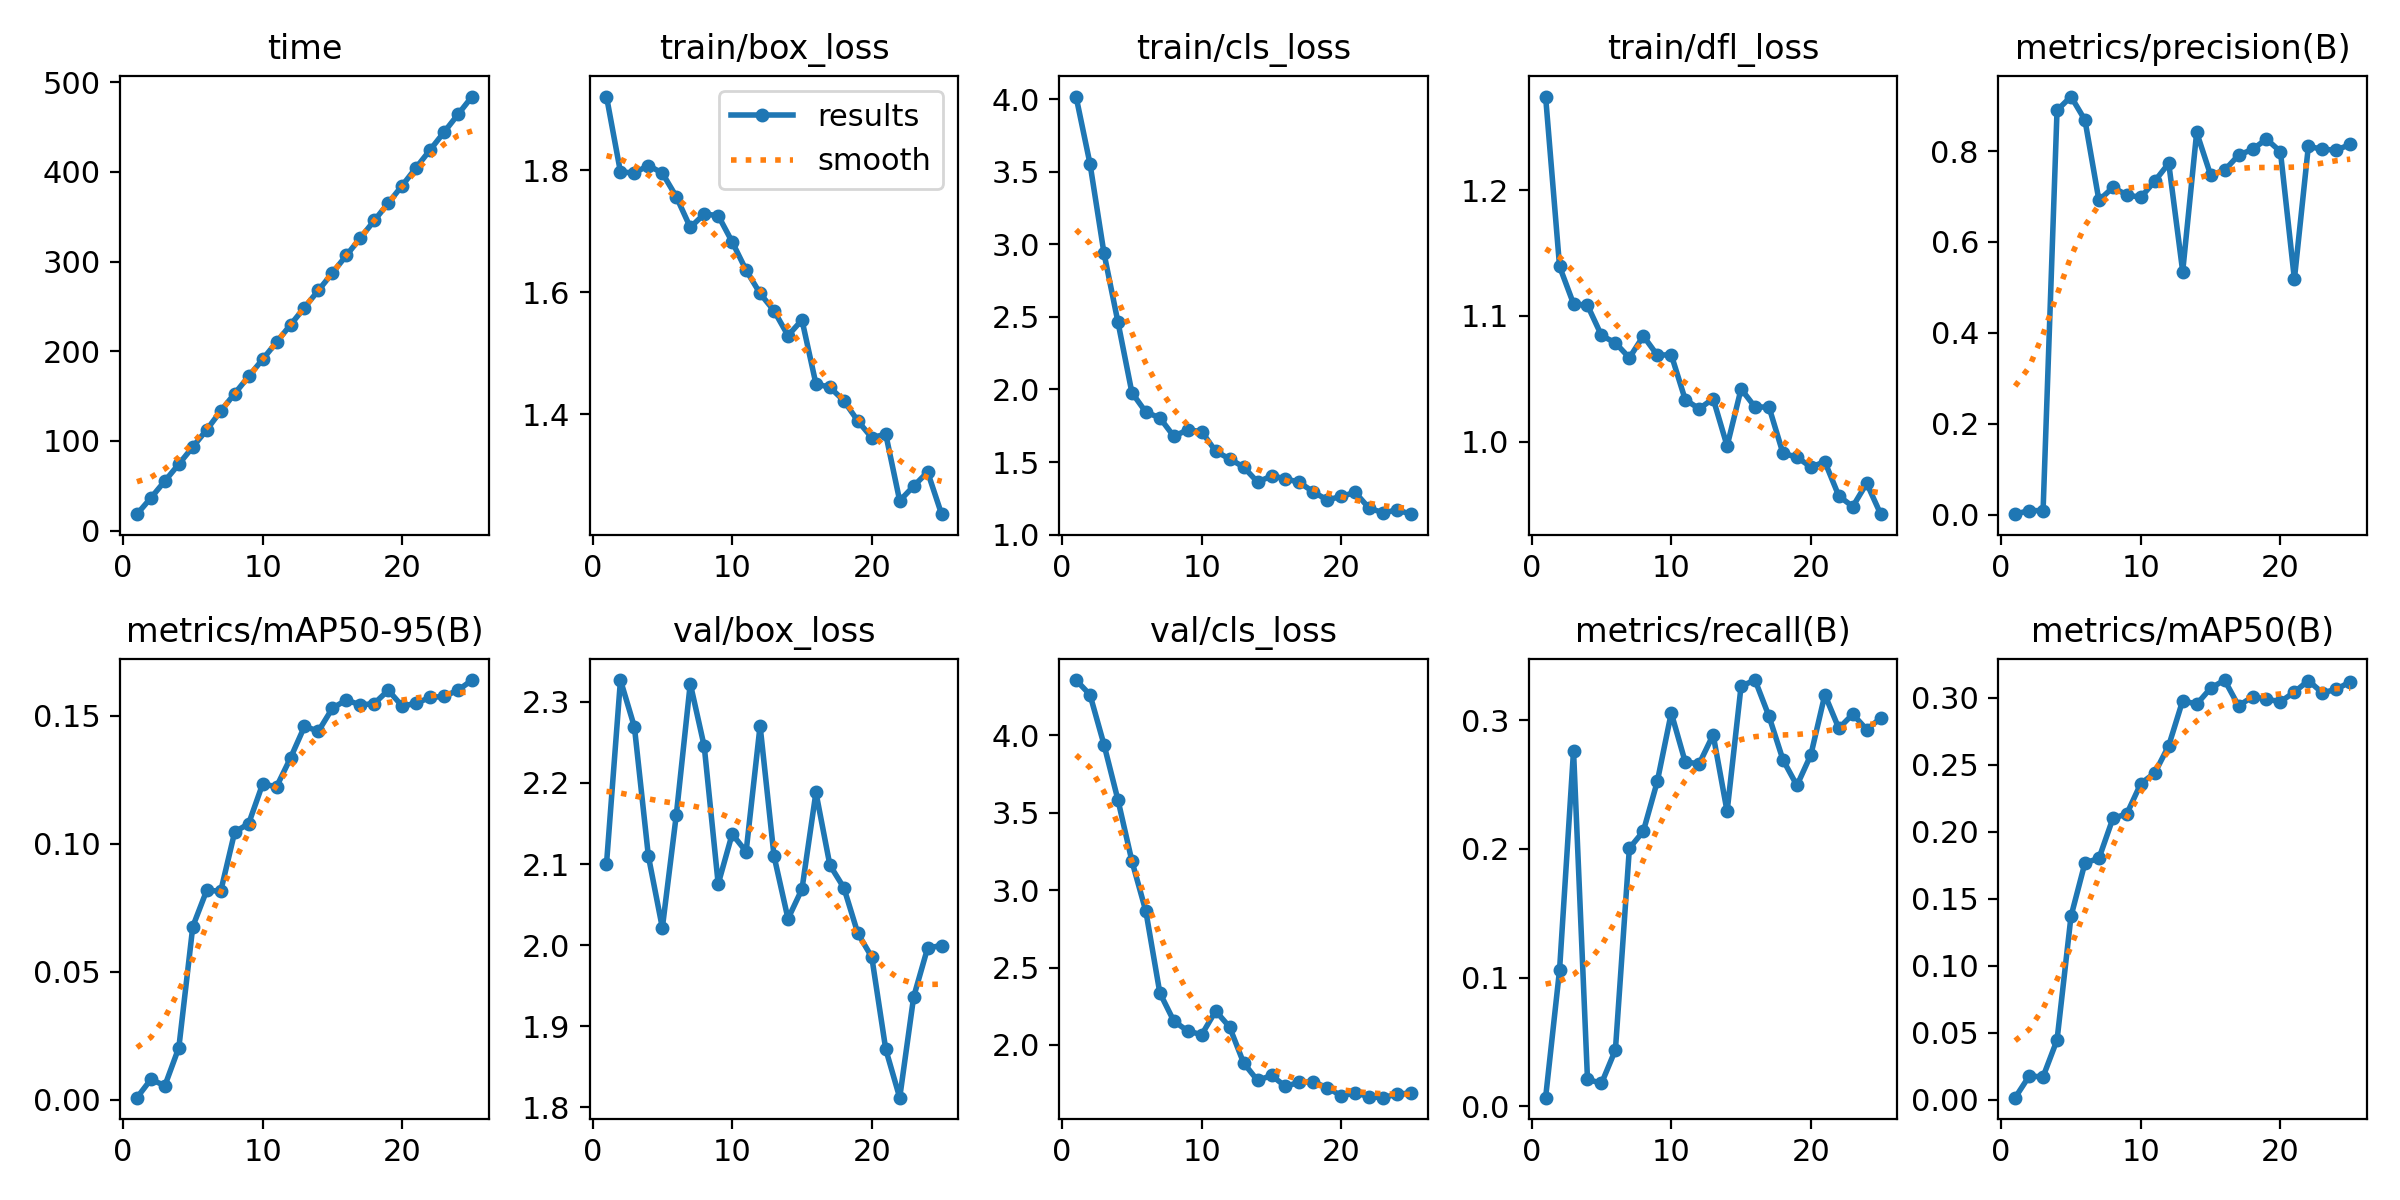 time
500
400
300
200
100
0
0 10 20
train/box_loss
results
smooth
1.8
1.6
1.4
0 10 20
train/cls_loss
4.0
3.5
3.0
2.5
2.0
1.5
1.0
0 10 20
train/dfl_loss
1.2
1.1
1.0
0 10 20
metrics/precision(B)
0.8
0.6
0.4
0.2
0.0
0 10 20
metrics/mAP50-95(B)
0.15
0.10
0.05
0.00
0 10 20
val/box_loss
2.3
2.2
2.1
2.0
1.9
1.8
0 10 20
val/cls_loss
4.0
3.5
3.0
2.5
2.0
0 10 20
metrics/recall(B)
0.3
0.2
0.1
0.0
0 10 20
metrics/mAP50(B)
0.30
0.25
0.20
0.15
0.10
0.05
0.00
0 10 20